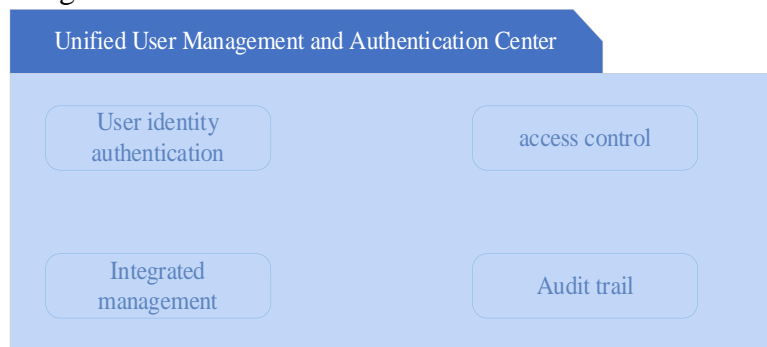 Unified User Management and Authentication Center
User identity
authentication
access control
Integrated
management
Audit trail